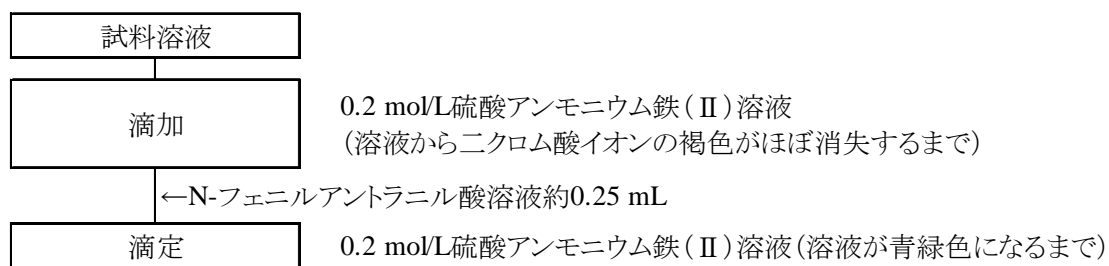 試料溶液
滴加
0.2 mol/L硫酸アンモニウム鉄(Ⅱ)溶液
(溶液から二クロム酸イオンの褐色がほぼ消失するまで)
←N-フェニルアントラニル酸溶液約0.25 mL
滴定
0.2 mol/L硫酸アンモニウム鉄(Ⅱ)溶液(溶液が青緑色になるまで)